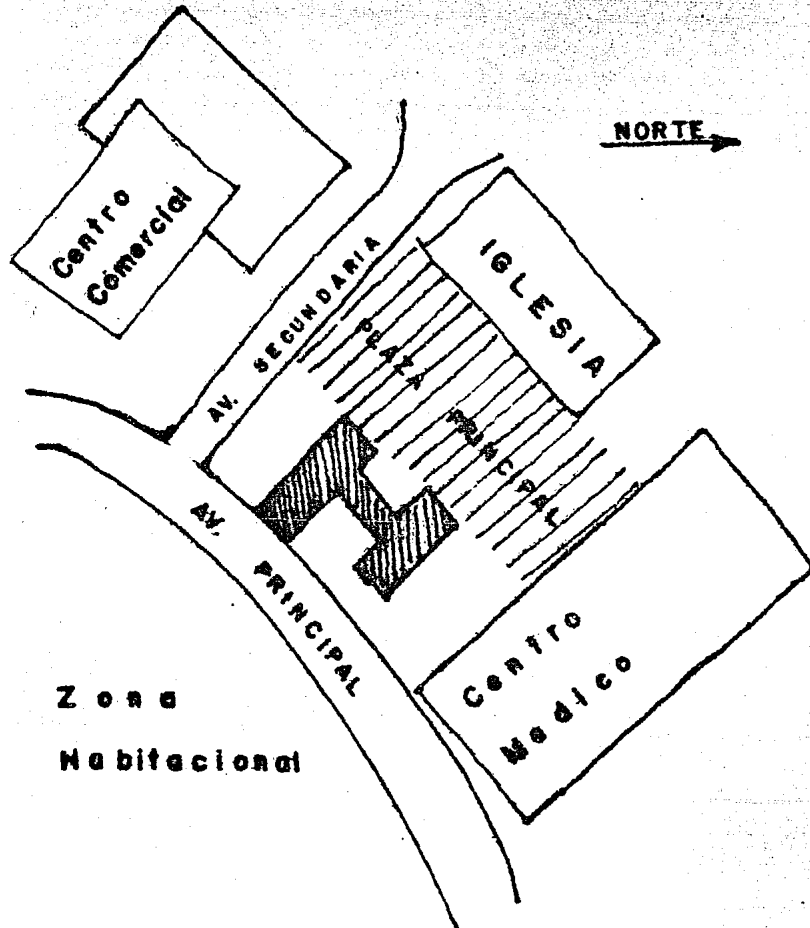 NORTE
Centro
Comercial
AV. SECUNDARIA
IGLESIA
PLAZA PRINCIPAL
AV. PRINCIPAL
Centro
Medico
Zona
Habitacional